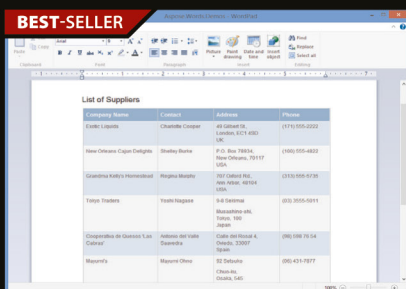 BEST-SELLER
Paste
Copy
Arial
Picture
Paint drawing
Date and time
Insert object
Find
Replace
Select all
Clipboard
Font
Paragraph
Insert
Editing
List of Suppliers
Company Name Contact Address Phone
Exotic Liquids Charlotte Cooper 49 Gilbert St.
London, EC1 4SD
UK
(171) 555-2222
New Orleans Cajun Delights Shelley Burke P.O. Box 78934,
New Orleans, 70117
USA
(100) 555-4822
Grandma Kelly's Homestead Regina Murphy 707 Oxford Rd.,
Ann Arbor, 48104
USA
(313) 555-5735
Tokyo Traders Yoshi Nagase 9-8 Sekimai
Musashino-shi,
Tokyo, 100
Japan
(03) 3555-5011
Cooperativa de Quesos 'Las
Cabras'
Antonio del Valle
Saavedra
Calle del Rosal 4,
Oviedo, 33007
Spain
(98) 598 76 54
Mayumi's Mayumi Ohno 92 Setsuko
Chuo-ku,
Osaka, 545
(06) 431-7877
100%